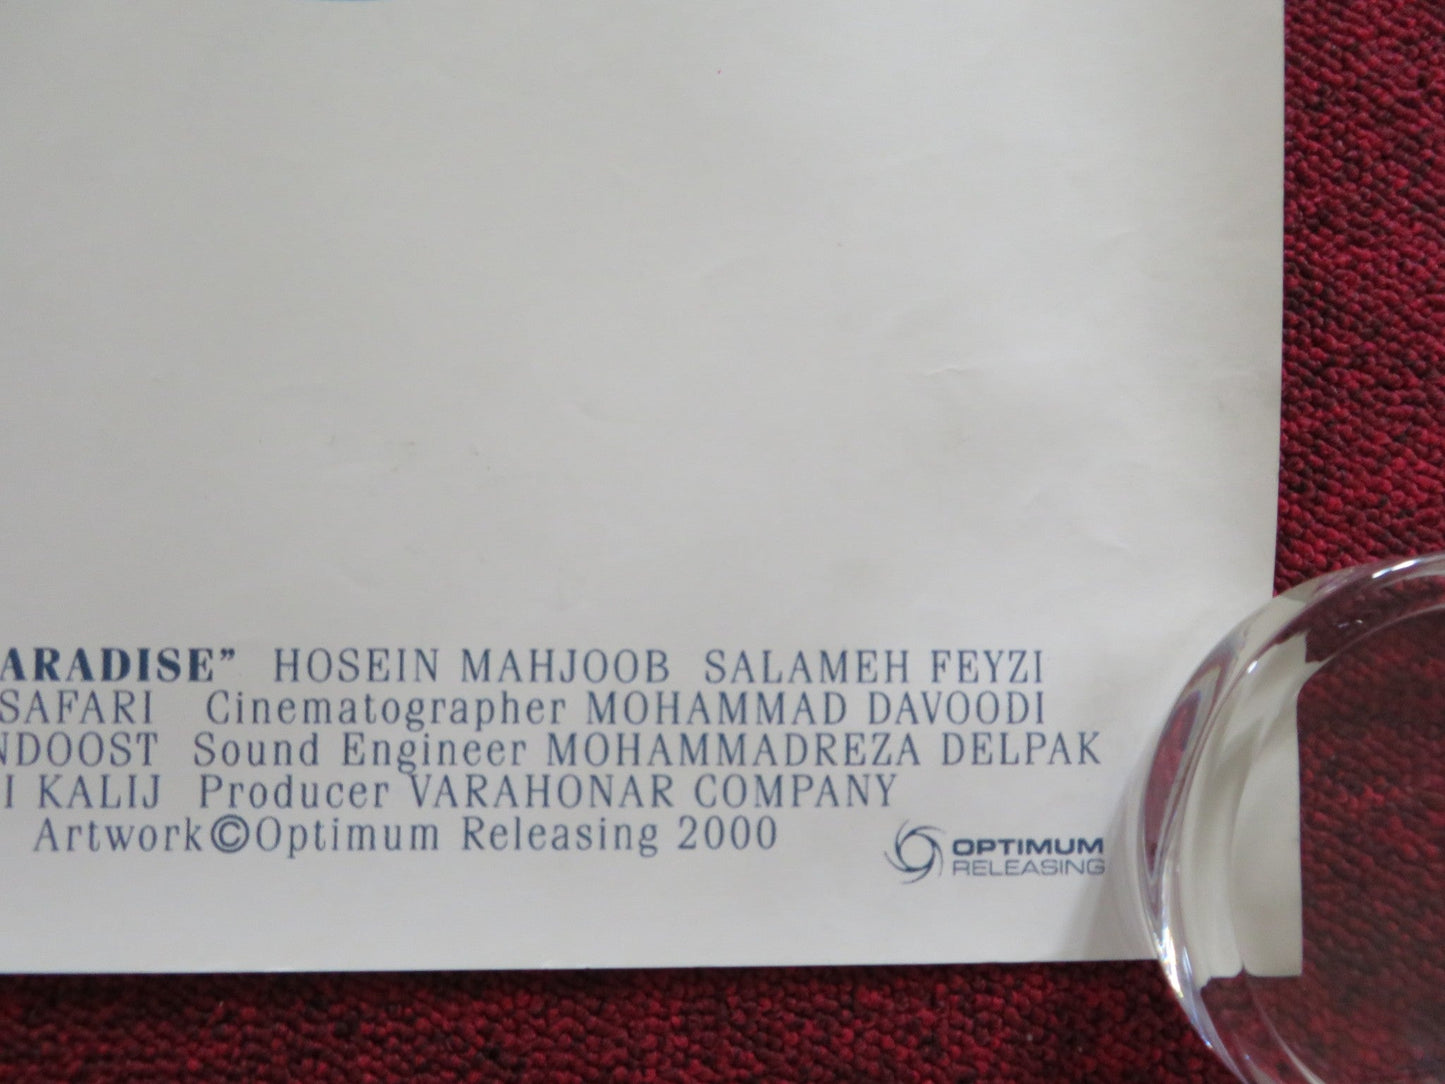 ARADISE” HOSEIN MAHJOOB SALAMEH FEYZI
SAFARI Cinematographer MOHAMMAD DAVOODI
NDOOST Sound Engineer MOHAMMADREZA DELPAK
I KALIJ Producer VARAHONAR COMPANY
Artwork©Optimum Releasing 2000
OPTIMUM
RELEASING